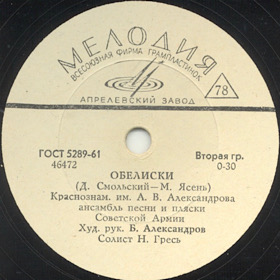 МЕЛОДИЯ
ВСЕСОЮЗНАЯ ФИРМА ГРАМПЛАСТИНОК
78
АПРЕЛЕВСКИЙ ЗАВОД
ГОСТ 5289-61
46472
Вторая гр.
0-30
ОБЕЛИСКИ
(Д. Смольский—М. Ясень)
Краснознам. им. А. В. Александрова
ансамбль песни и пляски
Советской Армии
Худ. рук. Б. Александров
Солист Н. Гресь